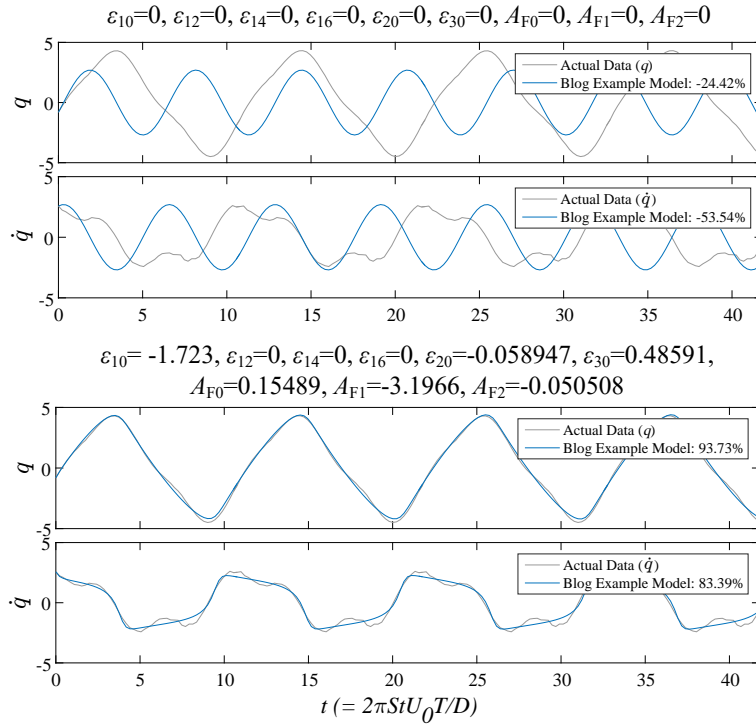 ε10=0, ε12=0, ε14=0, ε16=0, ε20=0, ε30=0, AF0=0, AF1=0, AF2=0
5
0
-5
q
Actual Data (q)
Blog Example Model: -24.42%
5
0
-5
q̇
Actual Data (q̇)
Blog Example Model: -53.54%
0 5 10 15 20 25 30 35 40
ε10= -1.723, ε12=0, ε14=0, ε16=0, ε20=-0.058947, ε30=0.48591,
AF0=0.15489, AF1=-3.1966, AF2=-0.050508
5
0
-5
q
Actual Data (q)
Blog Example Model: 93.73%
5
0
-5
q̇
Actual Data (q̇)
Blog Example Model: 83.39%
0 5 10 15 20 25 30 35 40
t (= 2πStU0T/D)